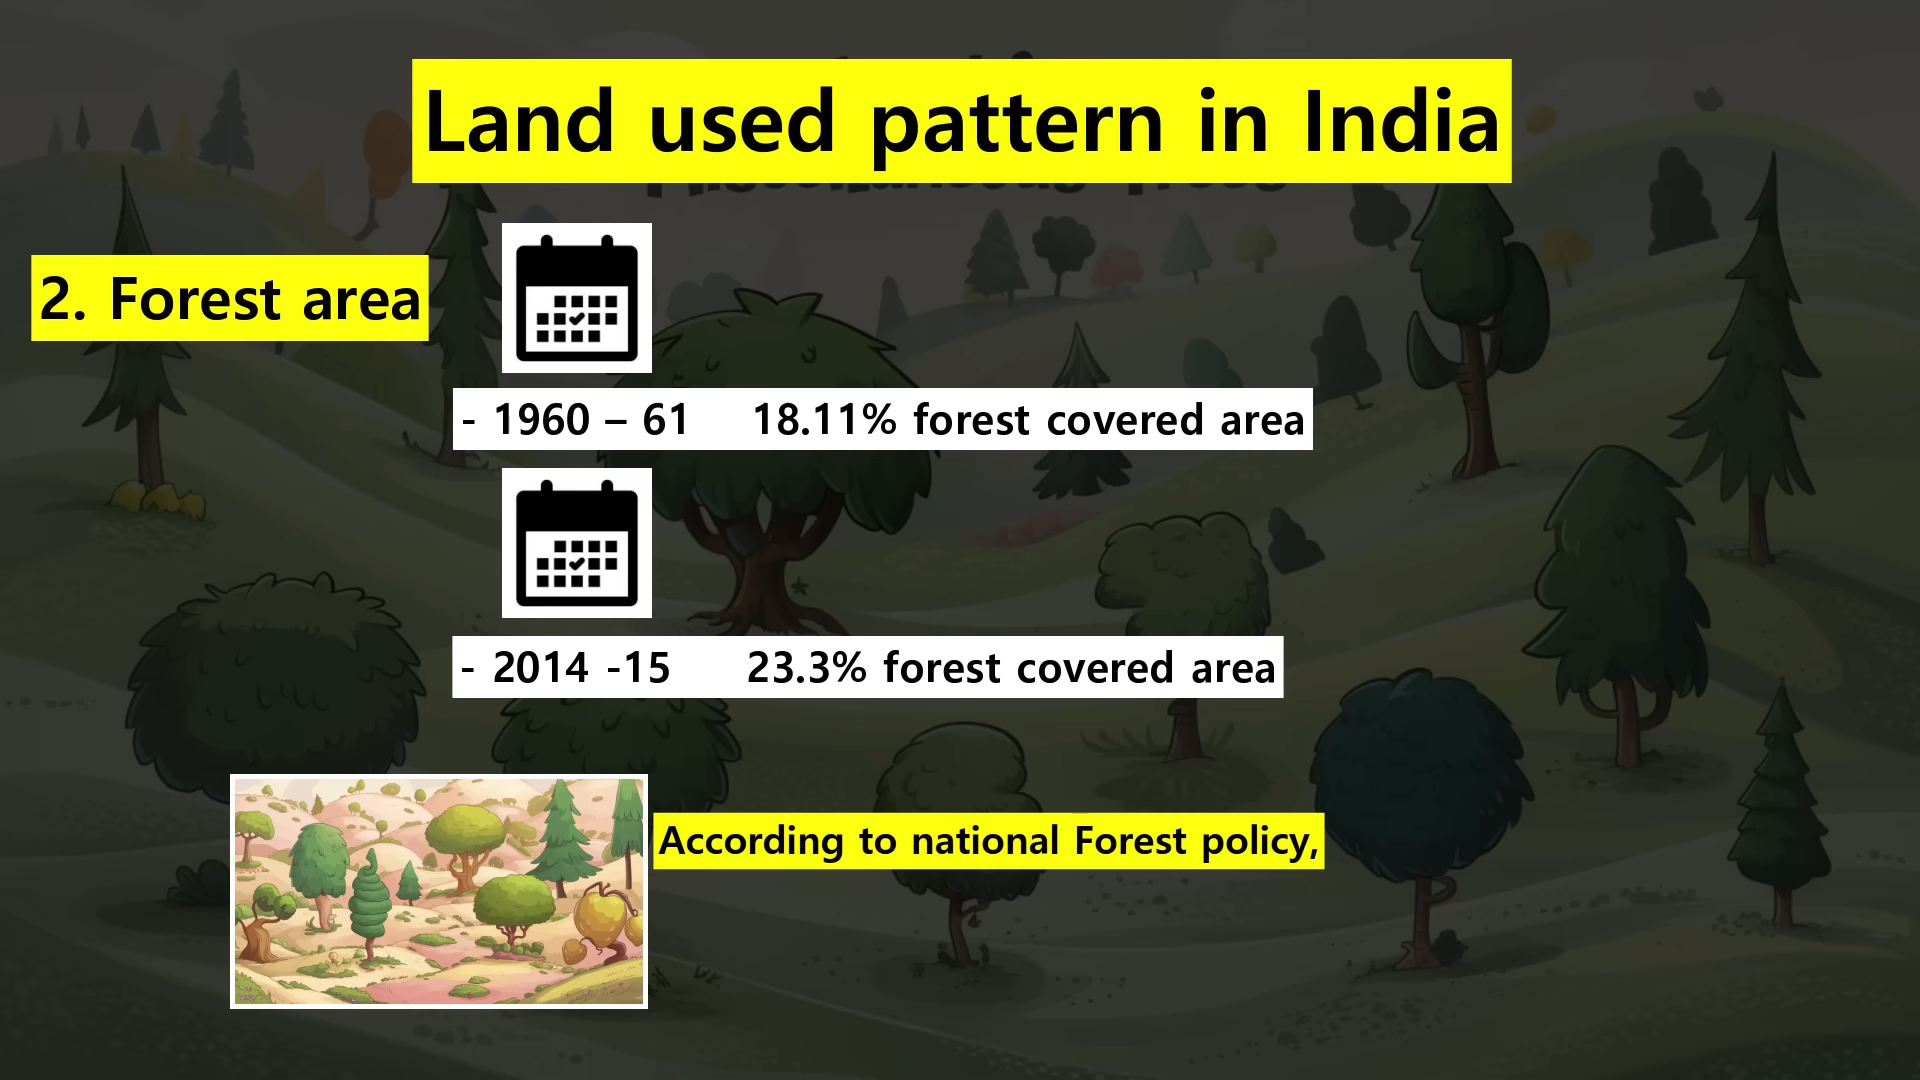 Land used pattern in India
2. Forest area
- 1960 – 61 18.11% forest covered area
- 2014 -15 23.3% forest covered area
According to national Forest policy,